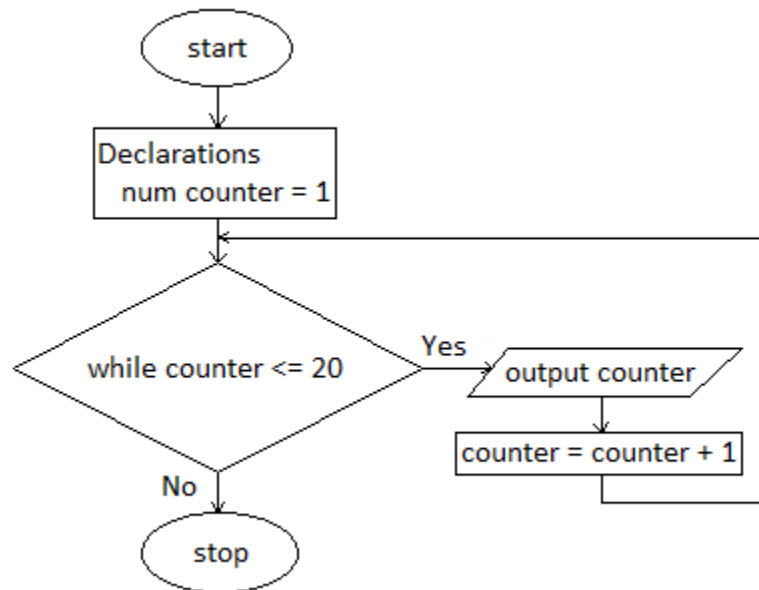 start
Declarations
num counter = 1
while counter <= 20
Yes
output counter
counter = counter + 1
No
stop